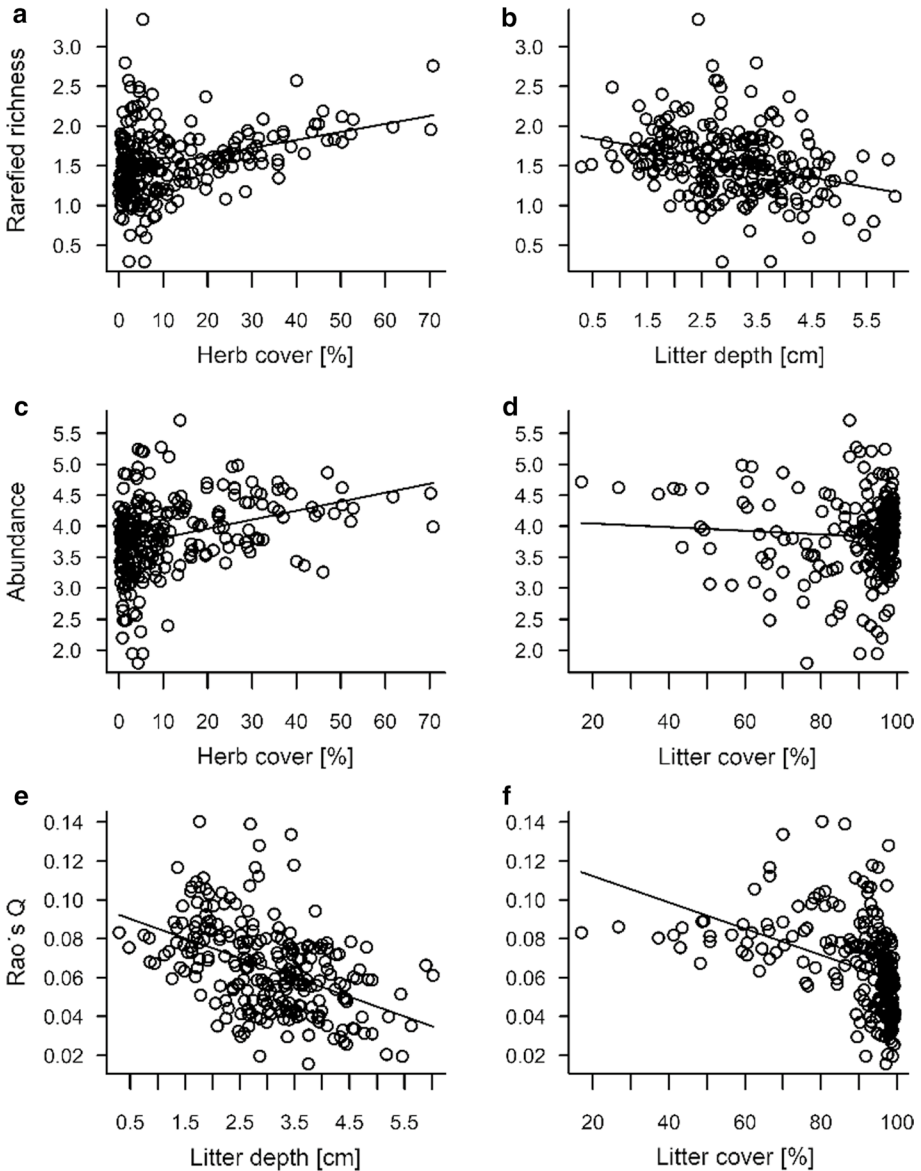 a
Rarefied richness
3.0
2.5
2.0
1.5
1.0
0.5
0 10 20 30 40 50 60 70
Herb cover [%]
b
3.0
2.5
2.0
1.5
1.0
0.5
0.5 1.5 2.5 3.5 4.5 5.5
Litter depth [cm]
c
Abundance
5.5
5.0
4.5
4.0
3.5
3.0
2.5
2.0
0 10 20 30 40 50 60 70
Herb cover [%]
d
5.5
5.0
4.5
4.0
3.5
3.0
2.5
2.0
20 40 60 80 100
Litter cover [%]
e
Rao´s Q
0.14
0.12
0.10
0.08
0.06
0.04
0.02
0.5 1.5 2.5 3.5 4.5 5.5
Litter depth [cm]
f
0.14
0.12
0.10
0.08
0.06
0.04
0.02
20 40 60 80 100
Litter cover [%]